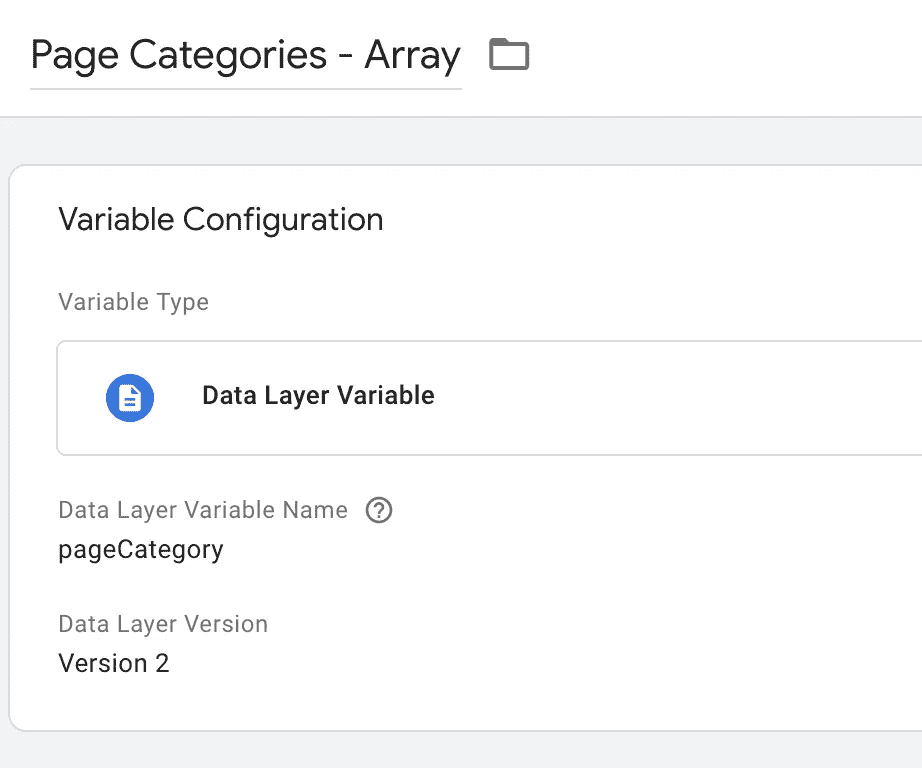 Page Categories - Array
Variable Configuration
Variable Type
Data Layer Variable
Data Layer Variable Name
pageCategory
Data Layer Version
Version 2